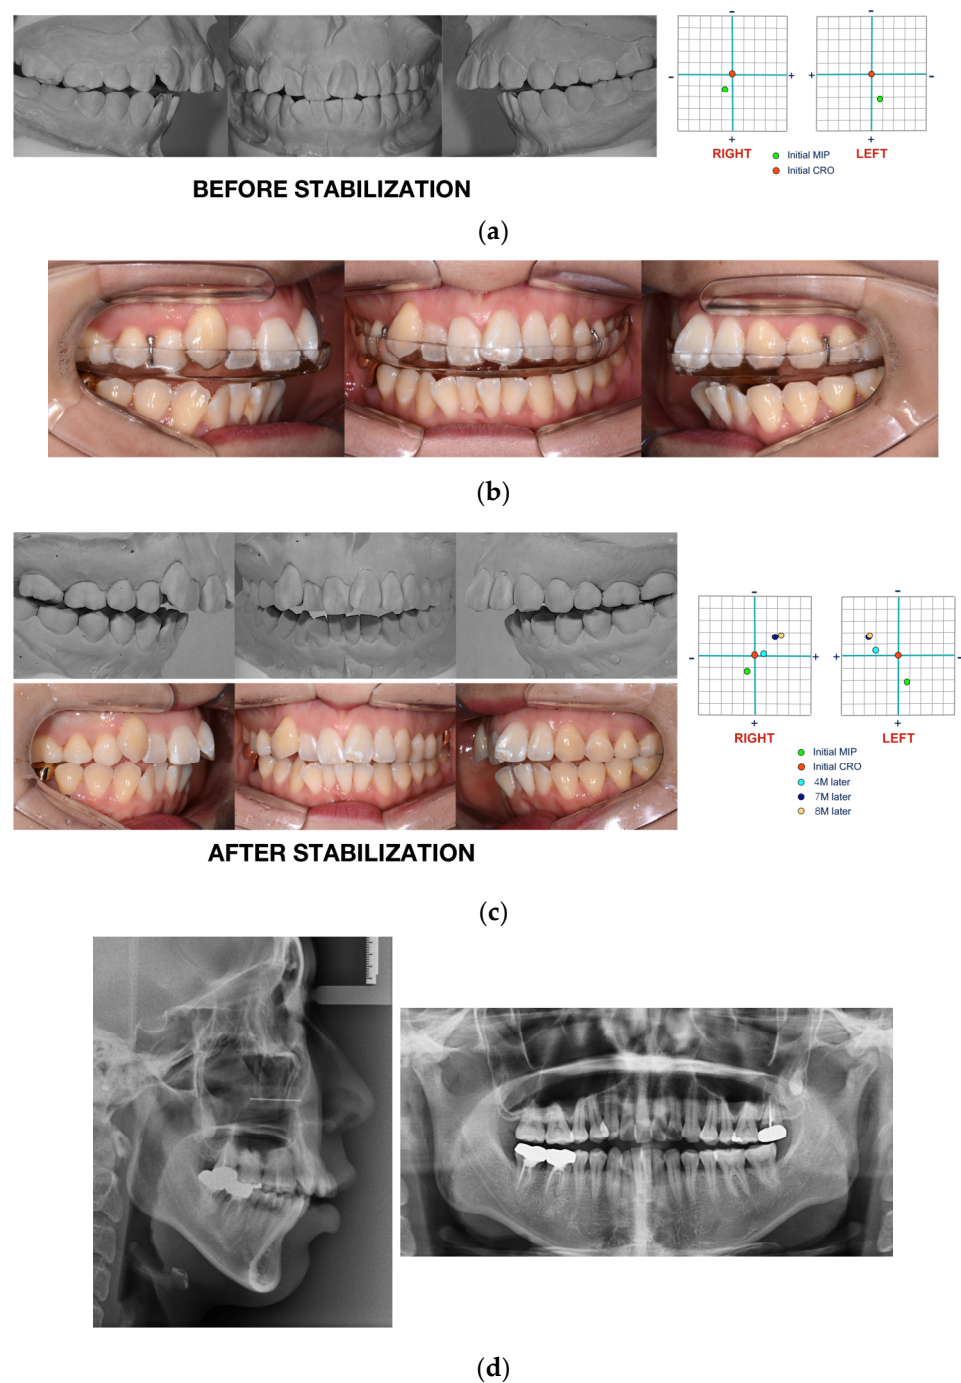 -
-
-
+
+
-
+
+
RIGHT
LEFT
Initial MIP
Initial CRO
BEFORE STABILIZATION
(a)
(b)
-
-
-
+
+
-
+
+
RIGHT
LEFT
Initial MIP
Initial CRO
4M later
7M later
8M later
AFTER STABILIZATION
(c)
(d)